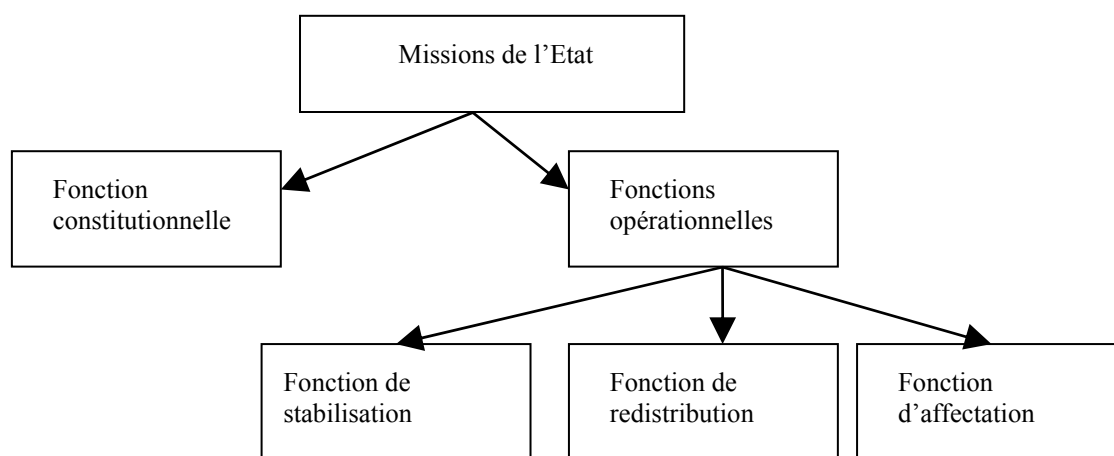 Missions de l’Etat
Fonction
constitutionnelle
Fonctions
opérationnelles
Fonction de
stabilisation
Fonction de
redistribution
Fonction
d’affectation